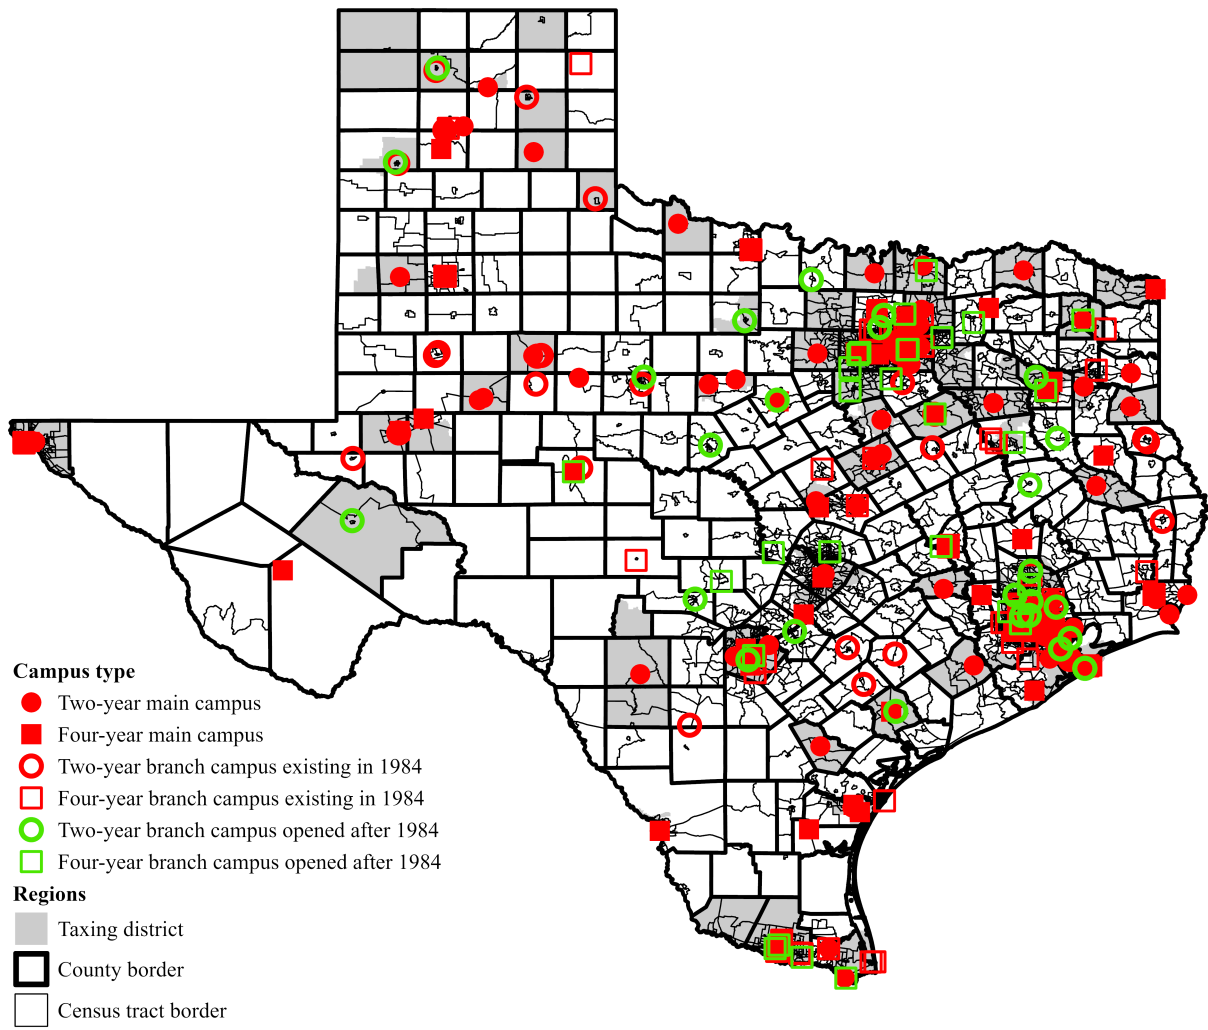 Campus type
Two-year main campus
Four-year main campus
Two-year branch campus existing in 1984
Four-year branch campus existing in 1984
Two-year branch campus opened after 1984
Four-year branch campus opened after 1984
Regions
Taxing district
County border
Census tract border